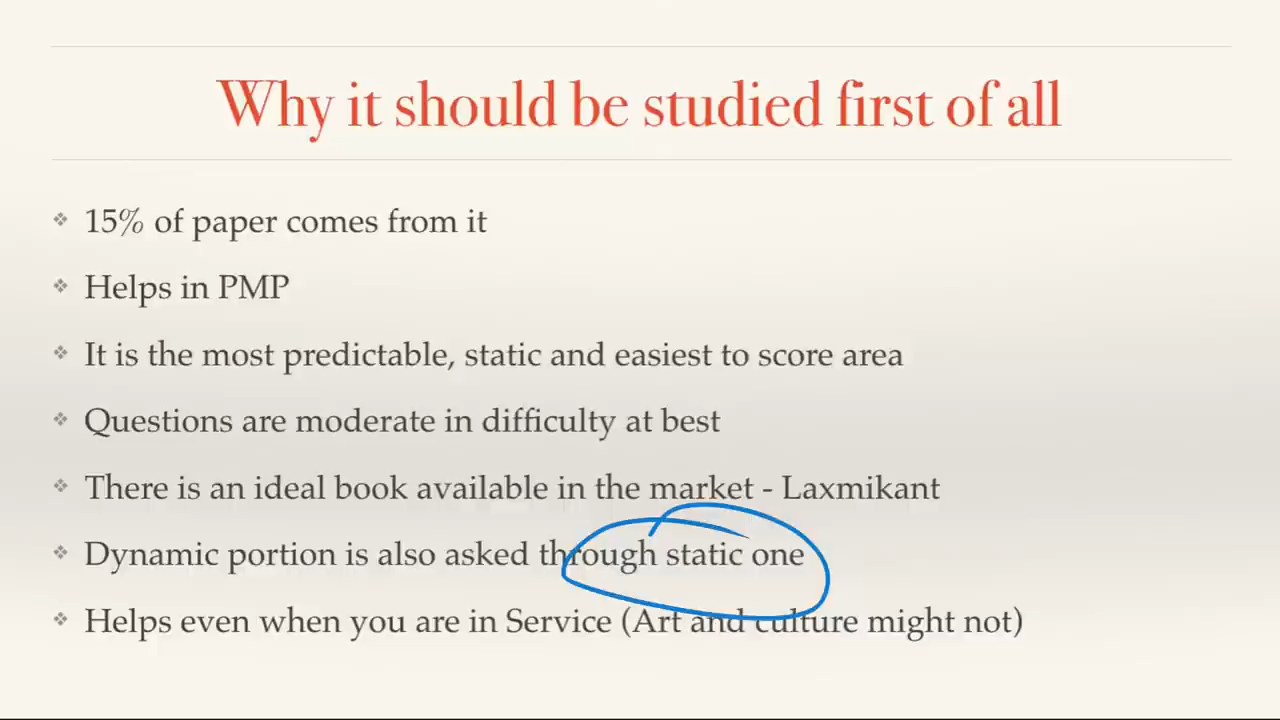 Why it should be studied first of all
15% of paper comes from it
Helps in PMP
It is the most predictable, static and easiest to score area
Questions are moderate in difficulty at best
There is an ideal book available in the market - Laxmikant
Dynamic portion is also asked through static one
Helps even when you are in Service (Art and culture might not)